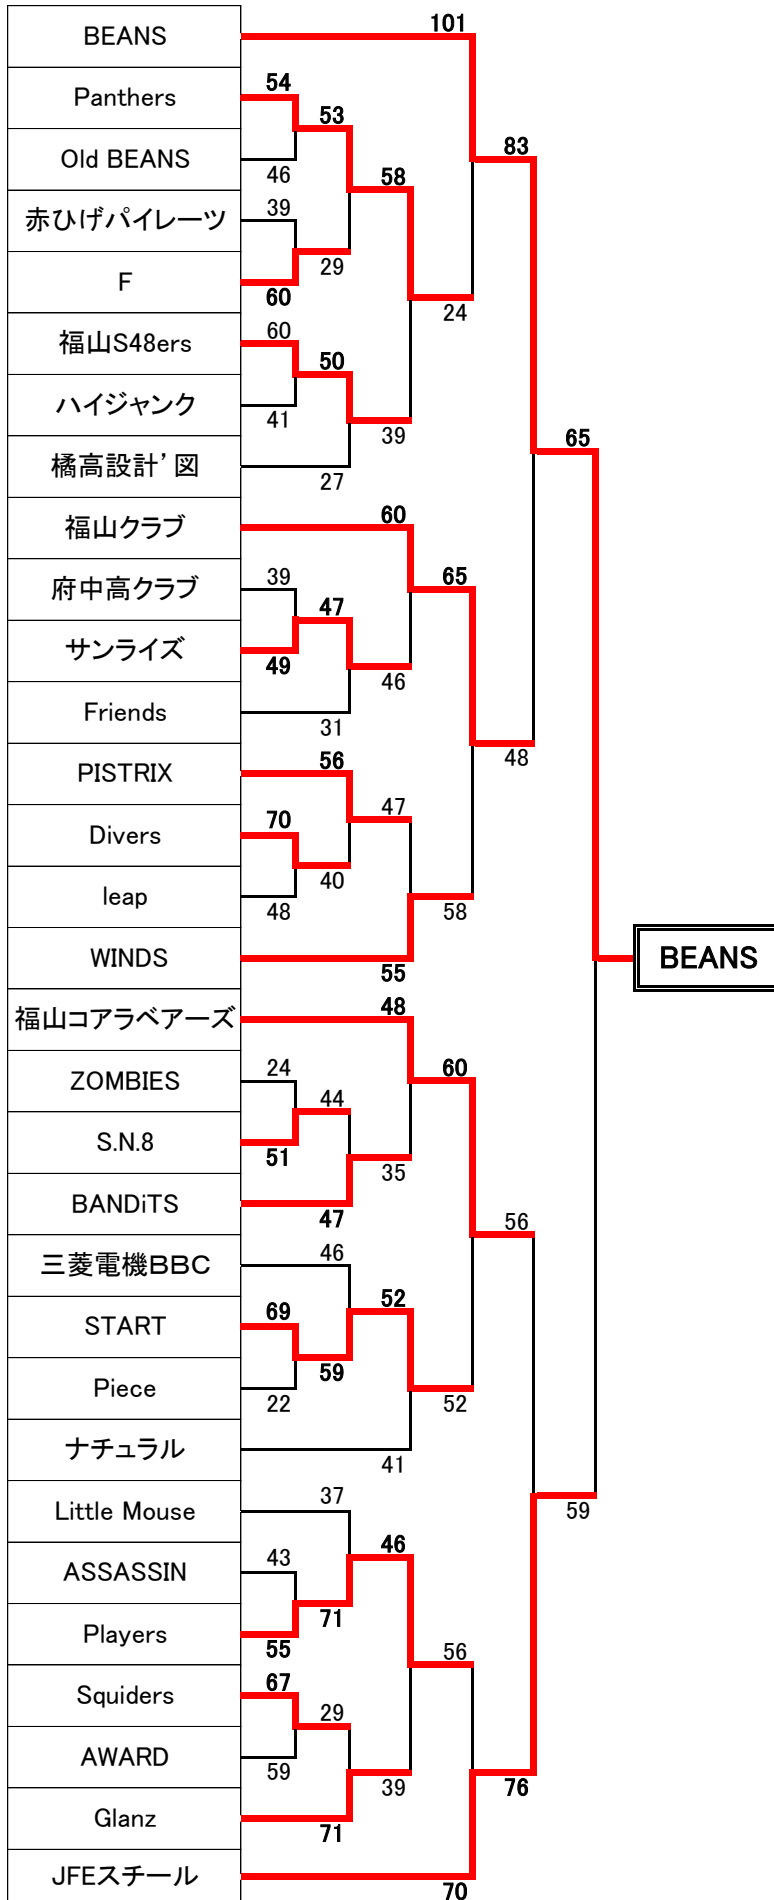 BEANS
101
Panthers
54
53
83
Old BEANS
46
58
赤ひげパイレーツ
39
29
F
60
24
福山S48ers
60
50
ハイジャンク
41
39
65
橘高設計’図
27
福山クラブ
60
府中高クラブ
39
47
65
サンライズ
49
46
Friends
31
PISTRIX
56
48
Divers
70
47
leap
48
40
58
WINDS
55
BEANS
福山コアラベアーズ
48
ZOMBIES
24
44
60
S.N.8
51
35
BANDiTS
47
56
三菱電機BBC
46
START
69
52
59
Piece
22
52
ナチュラル
41
Little Mouse
37
59
ASSASSIN
43
46
Players
55
71
56
Squiders
67
29
AWARD
59
39
76
Glanz
71
JFEスチール
70